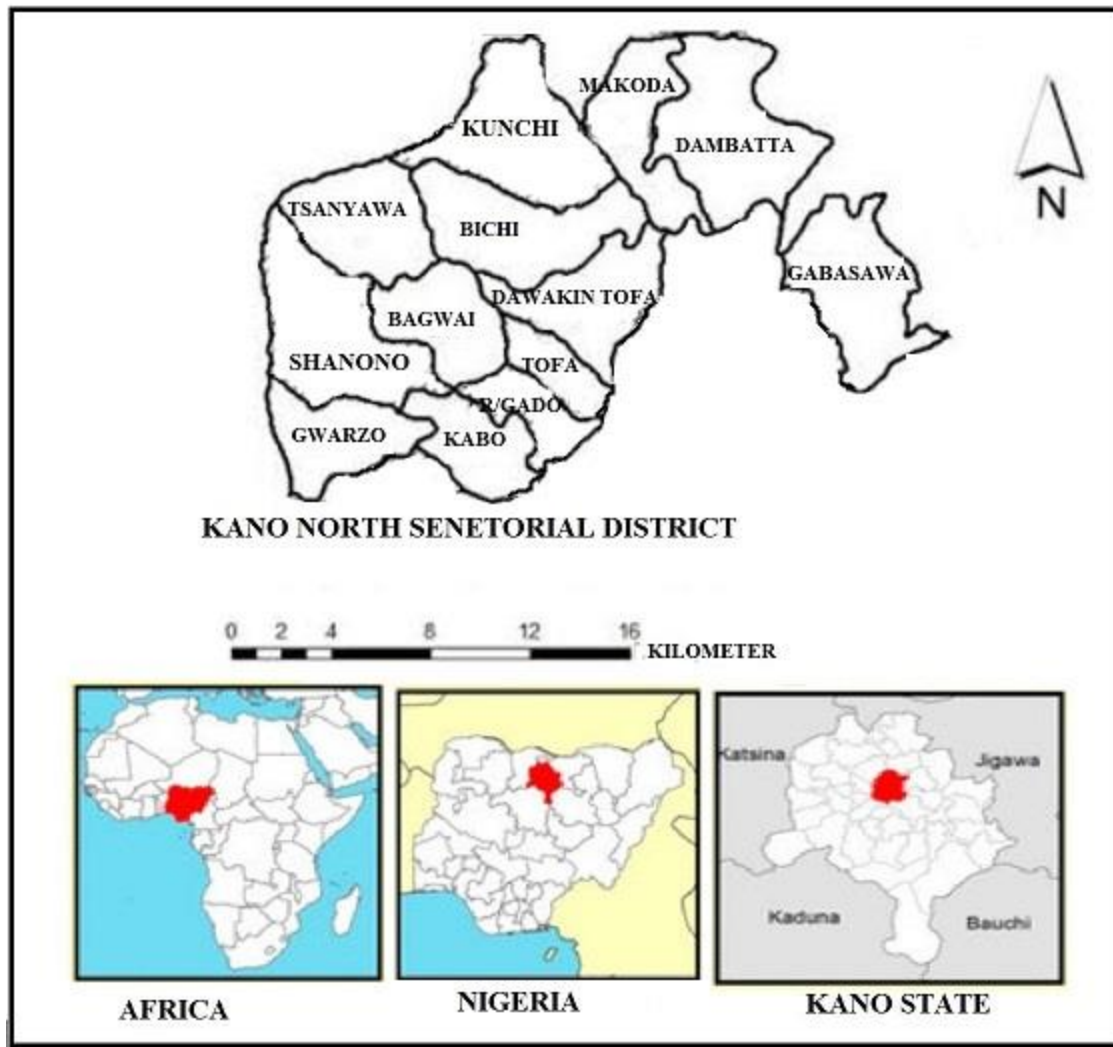 MAKODA
KUNCHI
DAMBATTA
TSANYAWA
BICHI
N
GABASAWA
DAWAKIN TOFA
BAGWAI
SHANONO
TOFA
R/GADO
GWARZO
KABO
KANO NORTH SENETORIAL DISTRICT
0 2 4 8 12 16
KILOMETER
Katsina
Jigawa
Kaduna
Bauchi
AFRICA
NIGERIA
KANO STATE